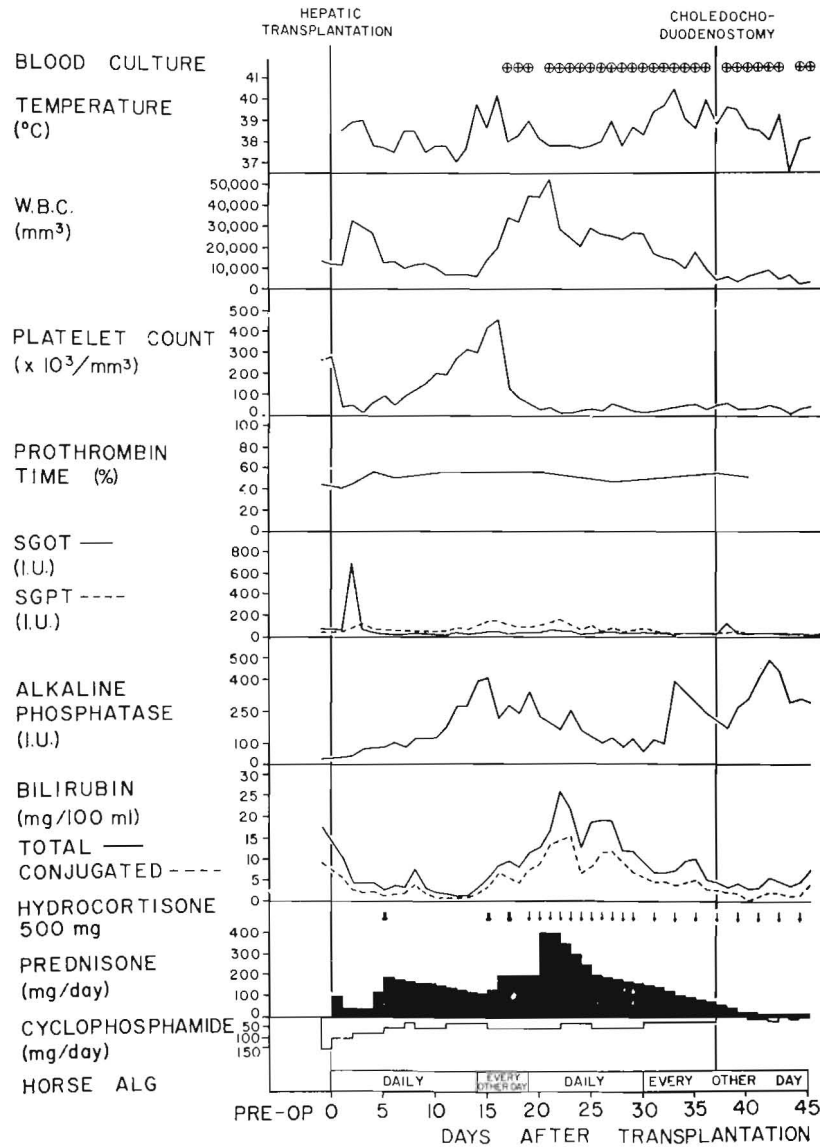 HEPATIC TRANSPLANTATION
CHOLEDOCHO-
DUODENOSTOMY
BLOOD CULTURE
TEMPERATURE
(°C)
41
40
39
38
37
W.B.C.
(mm³)
50,000
40,000
30,000
20,000
10,000
0
PLATELET COUNT
(x 10³/mm³)
500
400
300
200
100
0
PROTHROMBIN
TIME (%)
100
80
60
40
20
0
SGOT
(I.U.)
SGPT
(I.U.)
800
600
400
200
0
ALKALINE
PHOSPHATASE
(I.U.)
500
400
250
100
0
BILIRUBIN
(mg/100 ml)
TOTAL
CONJUGATED
30
25
20
15
10
5
0
HYDROCORTISONE
500 mg
PREDNISONE
(mg/day)
400
300
200
100
0
CYCLOPHOSPHAMIDE
(mg/day)
50
100
150
HORSE ALG
DAILY
EVERY
OTHER DAY
DAILY
EVERY OTHER DAY
PRE-OP 0 5 10 15 20 25 30 35 40 45
DAYS AFTER TRANSPLANTATION